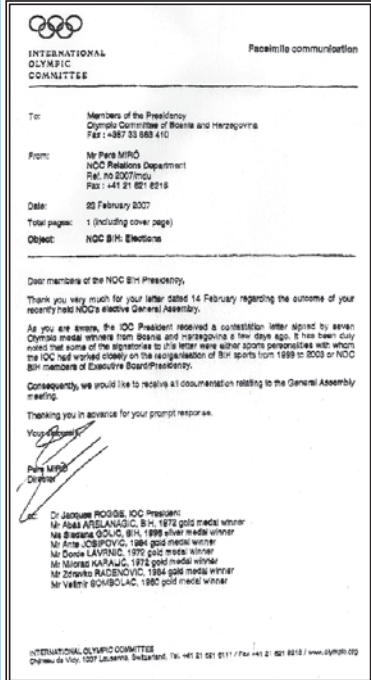 INTERNATIONAL
OLYMPIC
COMMITTEE
Facsimile communication
To: Members of the Presidency
Olympic Committee of Bosnia and Herzegovina
Fax : +387 33 663 410
From: Mr Pere MIRÓ
NOC Relations Department
Ref. no 2007/mdu
Fax : +41 21 621 6216
Date: 23 February 2007
Total pages: 1 (including cover page)
Object: NOC BIH: Elections
Dear members of the NOC BIH Presidency,
Thank you very much for your letter dated 14 February regarding the outcome of your
recently held NOC's elective General Assembly.
As you are aware, the IOC President received a contestation letter signed by seven
Olympic medal winners from Bosnia and Herzegovina a few days ago. It has been duly
noted that some of the signatories to this letter were either sports personalities with whom
the IOC had worked closely on the reorganisation of BIH sports from 1999 to 2003 or NOC
BIH members of Executive Board/Presidency.
Consequently, we would like to receive all documentation relating to the General Assembly
meeting.
Thanking you in advance for your prompt response.
Yours sincerely,
Pere MIRÓ
Director
cc: Dr Jacques ROGGE, IOC President
Mr Abas ARSLANAGIC, BIH, 1972 gold medal winner
Ms Sladana GOLIC, BIH, 1996 silver medal winner
Mr Ante JOSIPOVIC, 1984 gold medal winner
Mr Dorde LAVRNIC, 1972 gold medal winner
Mr Milorad KARALIC, 1972 gold medal winner
Mr Zdravko RADENOVIC, 1984 gold medal winner
Mr Velimir SOMBOLAC, 1960 gold medal winner
INTERNATIONAL OLYMPIC COMMITTEE
Château de Vidy, 1007 Lausanne, Switzerland, Tel. +41 21 621 6111 / Fax +41 21 621 6216 / www.olympic.org